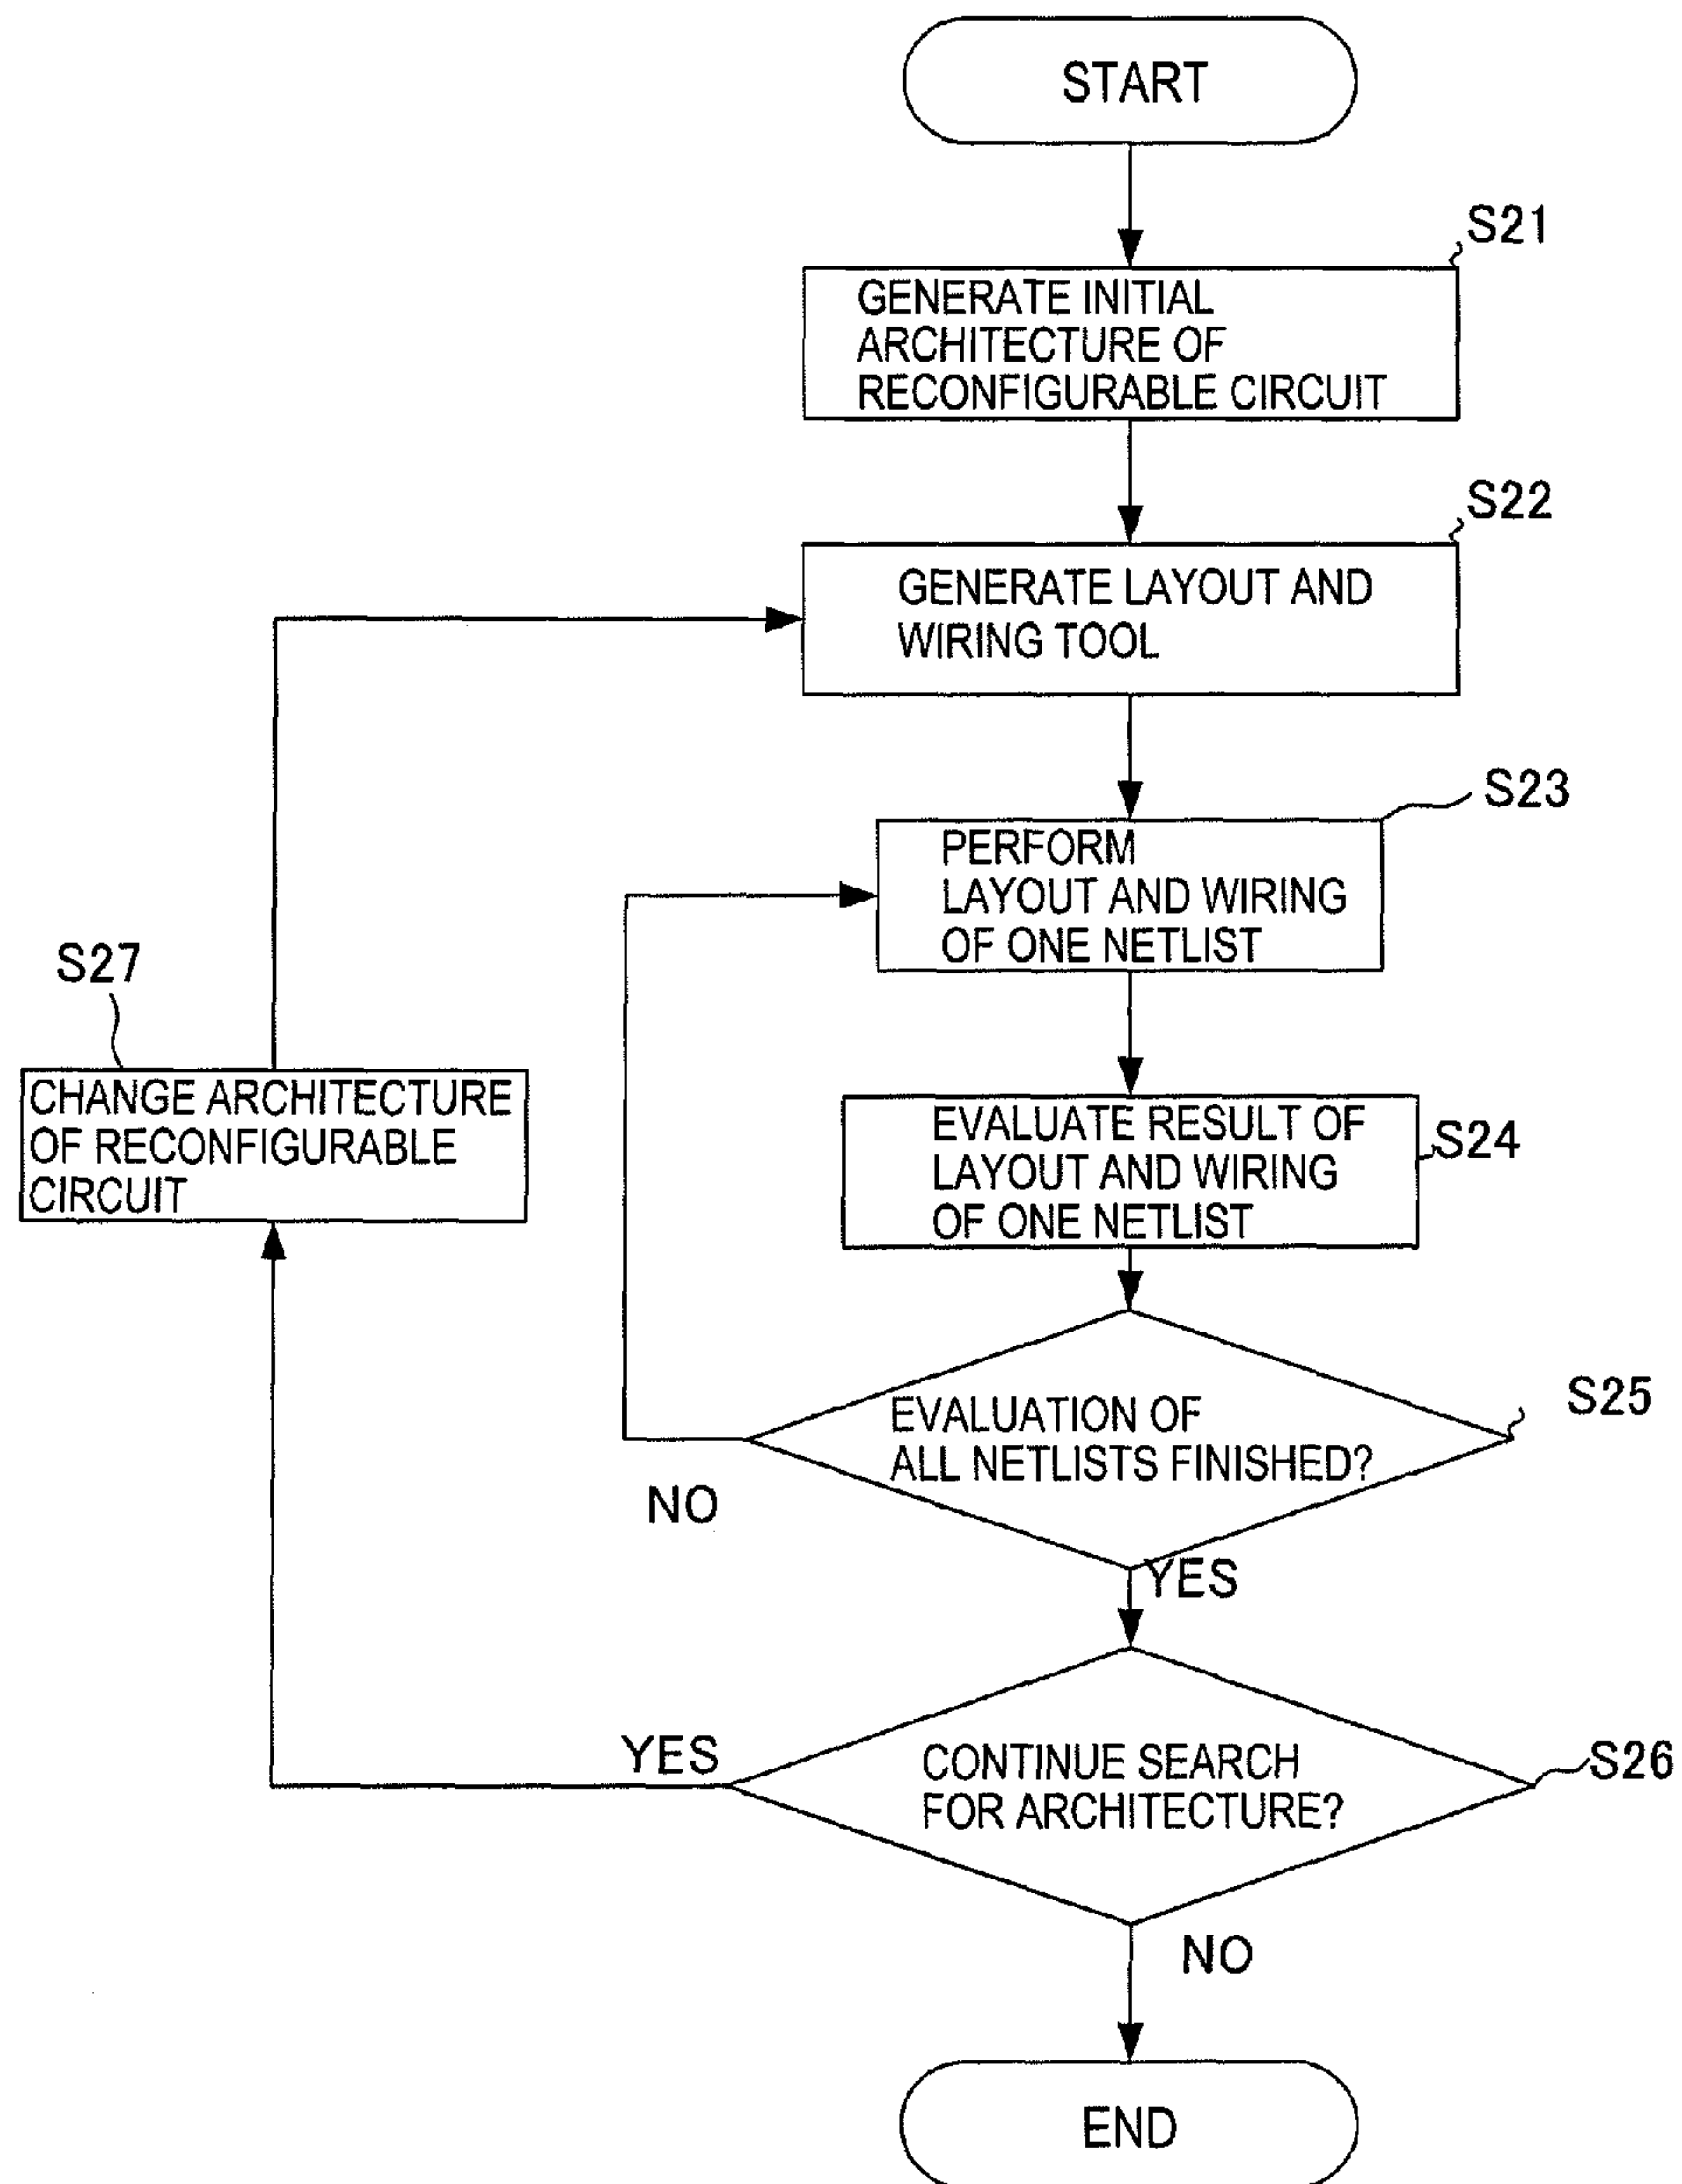 START
S21
GENERATE INITIAL
ARCHITECTURE OF
RECONFIGURABLE CIRCUIT
S22
GENERATE LAYOUT AND
WIRING TOOL
S23
PERFORM
LAYOUT AND WIRING
OF ONE NETLIST
S27
CHANGE ARCHITECTURE
OF RECONFIGURABLE
CIRCUIT
EVALUATE RESULT OF
LAYOUT AND WIRING
OF ONE NETLIST
S24
S25
EVALUATION OF
ALL NETLISTS FINISHED?
NO
YES
YES
CONTINUE SEARCH
FOR ARCHITECTURE?
S26
NO
END